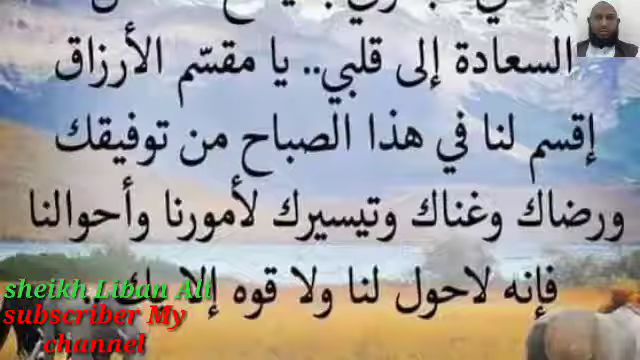 السعادة إلى قلبي.. يا مقسّم الأرزاق
إقسم لنا في هذا الصباح من توفيقك
ورضاك وغناك وتيسيرك لأمورنا وأحوالنا
فإنه لاحول لنا ولا قوه إلا بك ..
sheikh Liban Ali
subscriber My
channel